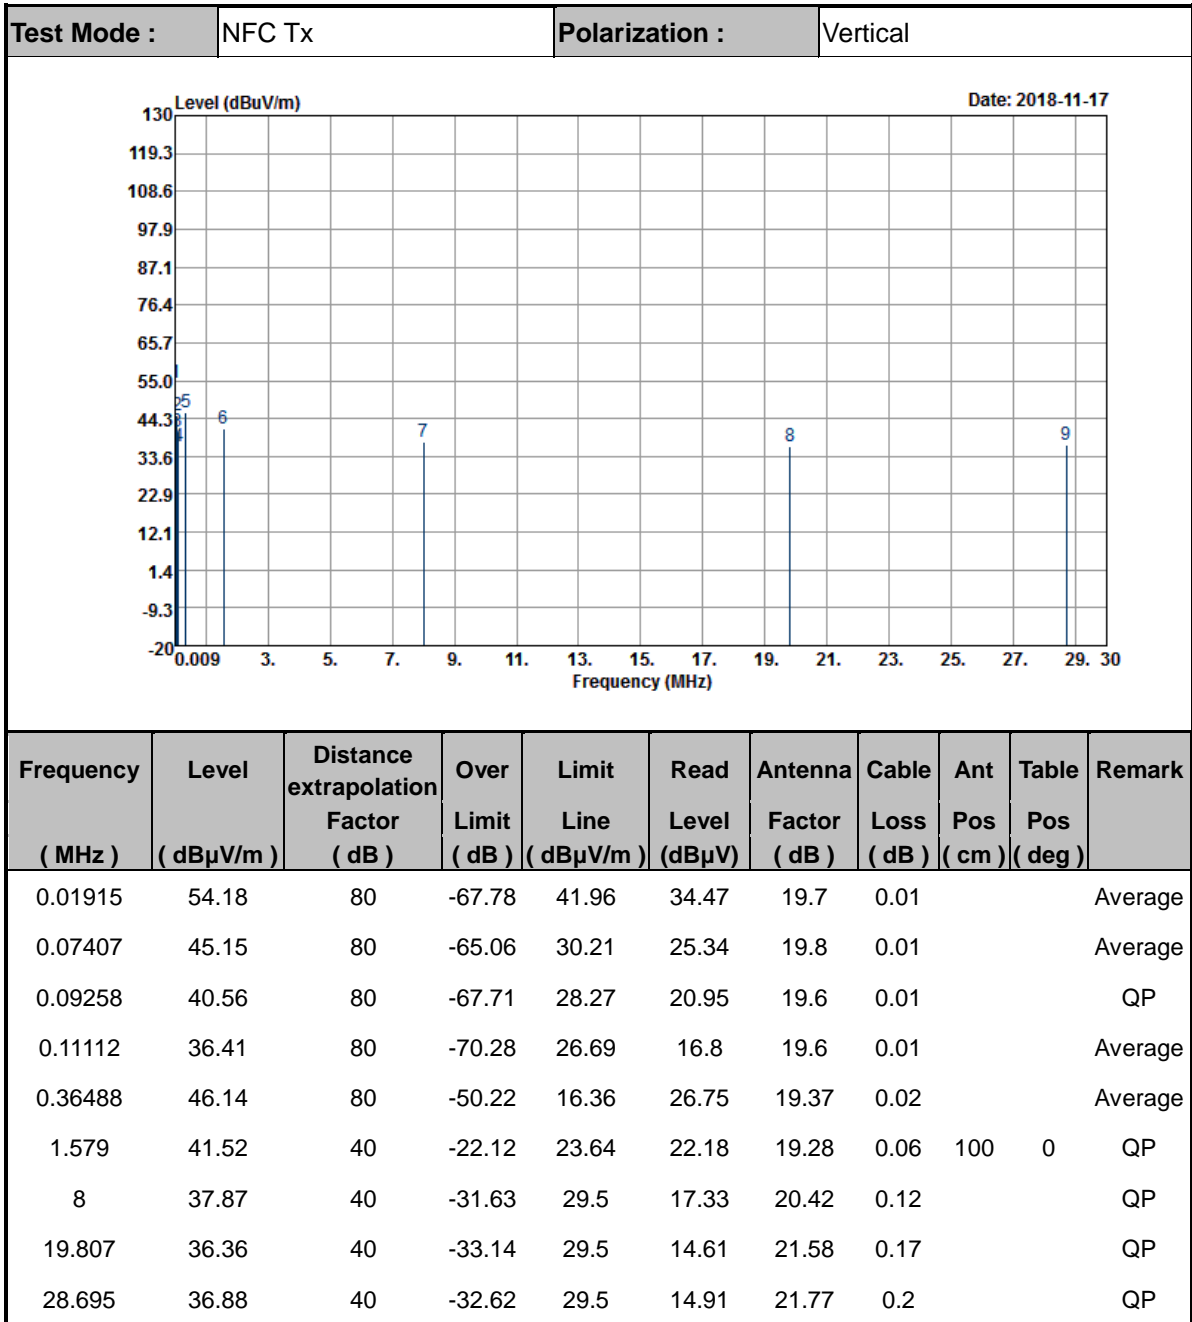 Test Mode : NFC Tx Polarization : Vertical
Level (dBuV/m) Date: 2018-11-17
130
119.3
108.6
97.9
87.1
76.4
65.7
55.0
44.3
33.6
22.9
12.1
1.4
-9.3
-20
1
2 5
3
4
6
7
8
9
0.009 3. 5. 7. 9. 11. 13. 15. 17. 19. 21. 23. 25. 27. 29. 30
Frequency (MHz)
Frequency Level Distance extrapolation Over Limit Read Antenna Cable Ant Table Remark
Factor Limit Line Level Factor Loss Pos Pos
( MHz ) ( dBµV/m ) ( dB ) ( dB ) ( dBµV/m ) (dBµV) ( dB ) ( dB ) ( cm ) ( deg )
0.01915 54.18 80 -67.78 41.96 34.47 19.7 0.01 Average
0.07407 45.15 80 -65.06 30.21 25.34 19.8 0.01 Average
0.09258 40.56 80 -67.71 28.27 20.95 19.6 0.01 QP
0.11112 36.41 80 -70.28 26.69 16.8 19.6 0.01 Average
0.36488 46.14 80 -50.22 16.36 26.75 19.37 0.02 Average
1.579 41.52 40 -22.12 23.64 22.18 19.28 0.06 100 0 QP
8 37.87 40 -31.63 29.5 17.33 20.42 0.12 QP
19.807 36.36 40 -33.14 29.5 14.61 21.58 0.17 QP
28.695 36.88 40 -32.62 29.5 14.91 21.77 0.2 QP